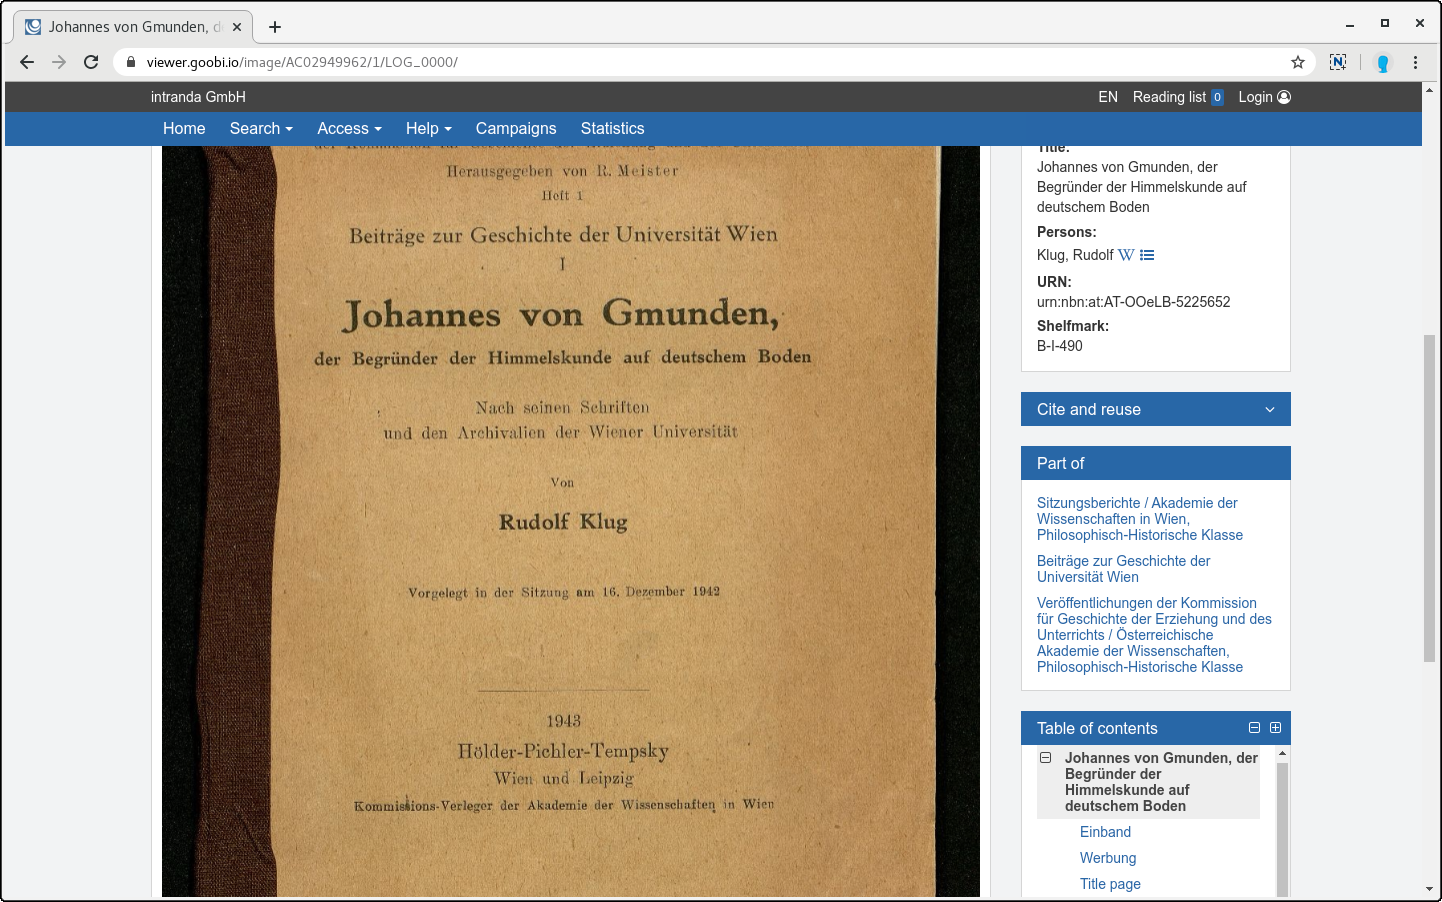 Johannes von Gmunden, d
viewer.goobi.io/image/AC02949962/1/LOG_0000/
intranda GmbH
EN Reading list 0 Login
Home Search Access Help Campaigns Statistics
Herausgegeben von R. Meister
Heft 1
Beiträge zur Geschichte der Universität Wien
I
Johannes von Gmunden,
der Begründer der Himmelskunde auf deutschem Boden
Nach seinen Schriften
und den Archivalien der Wiener Universität
Von
Rudolf Klug
Vorgelegt in der Sitzung am 16. Dezember 1942
1943
Hölder-Pichler-Tempsky
Wien und Leipzig
Kommissions-Verleger der Akademie der Wissenschaften in Wien
Title:
Johannes von Gmunden, der
Begründer der Himmelskunde auf
deutschem Boden
Persons:
Klug, Rudolf W
URN:
urn:nbn:at:AT-OOeLB-5225652
Shelfmark:
B-I-490
Cite and reuse
Part of
Sitzungsberichte / Akademie der
Wissenschaften in Wien,
Philosophisch-Historische Klasse
Beiträge zur Geschichte der
Universität Wien
Veröffentlichungen der Kommission
für Geschichte der Erziehung und des
Unterrichts / Österreichische
Akademie der Wissenschaften,
Philosophisch-Historische Klasse
Table of contents
Johannes von Gmunden, der
Begründer der
Himmelskunde auf
deutschem Boden
Einband
Werbung
Title page